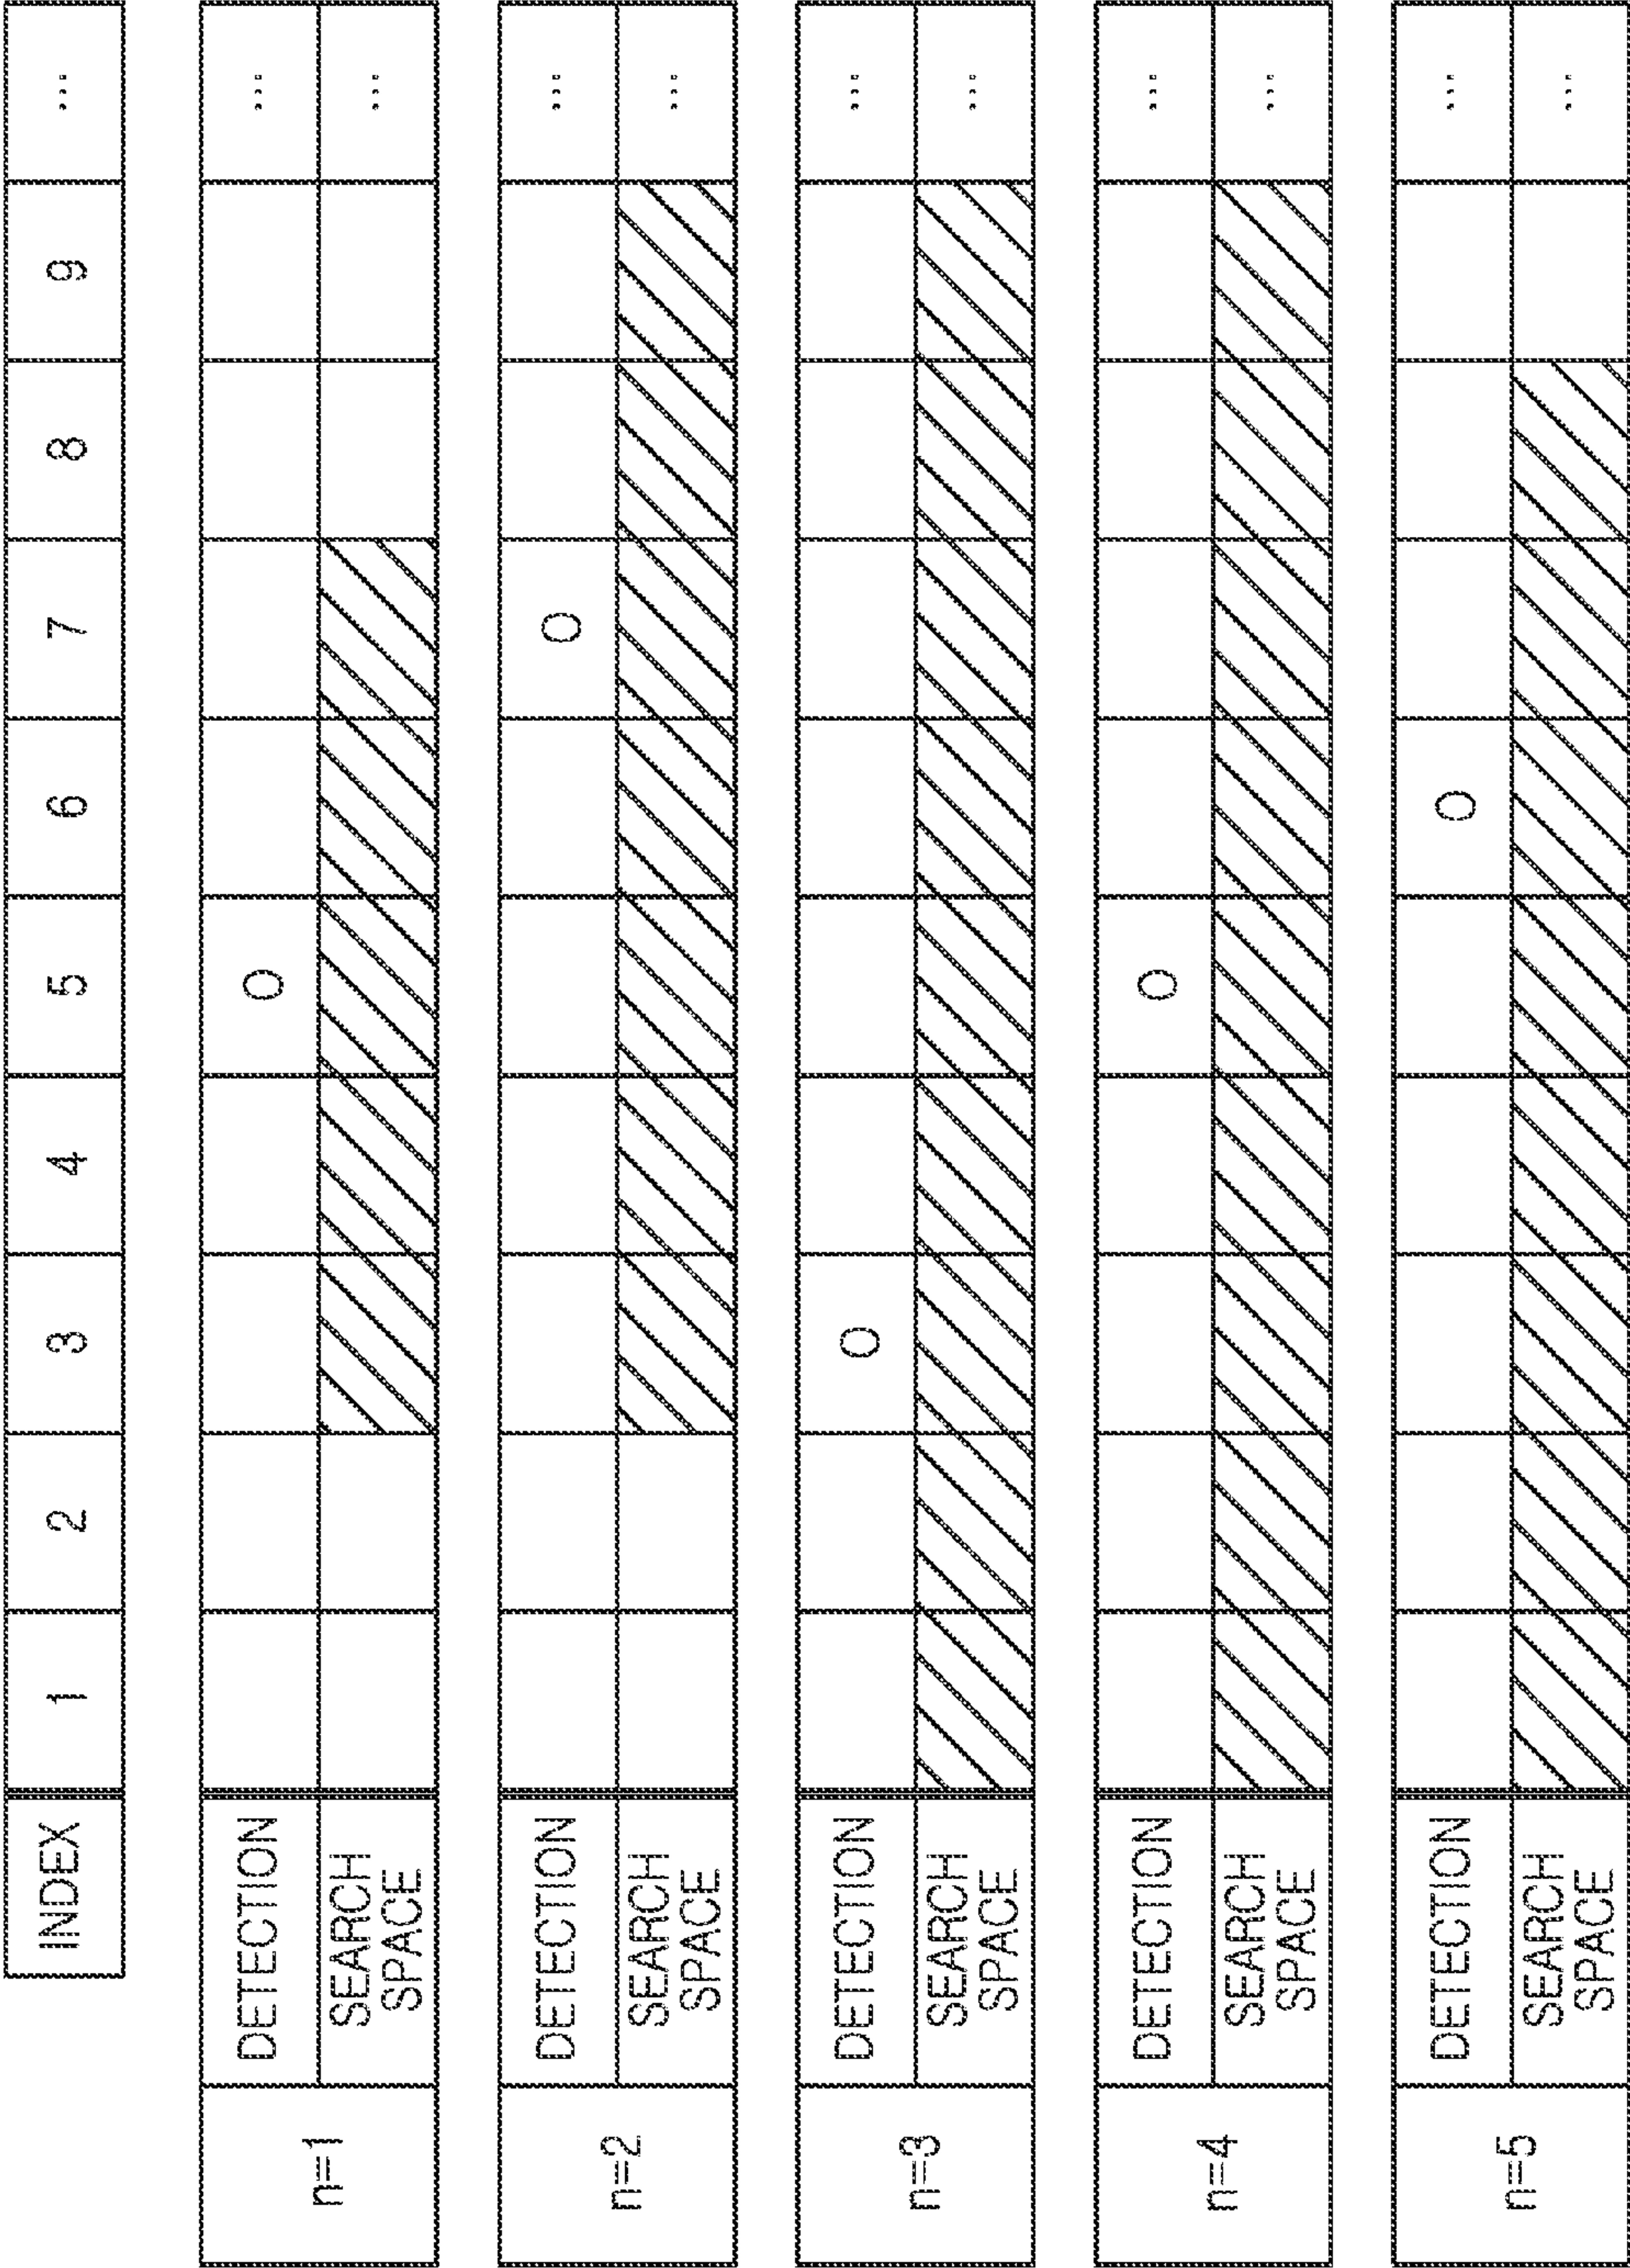 INDEX 1 2 3 4 5 6 7 8 9 ...
n=1 DETECTION O ...
SEARCH SPACE ...
n=2 DETECTION O ...
SEARCH SPACE ...
n=3 DETECTION O ...
SEARCH SPACE ...
n=4 DETECTION O ...
SEARCH SPACE ...
n=5 DETECTION O ...
SEARCH SPACE ...